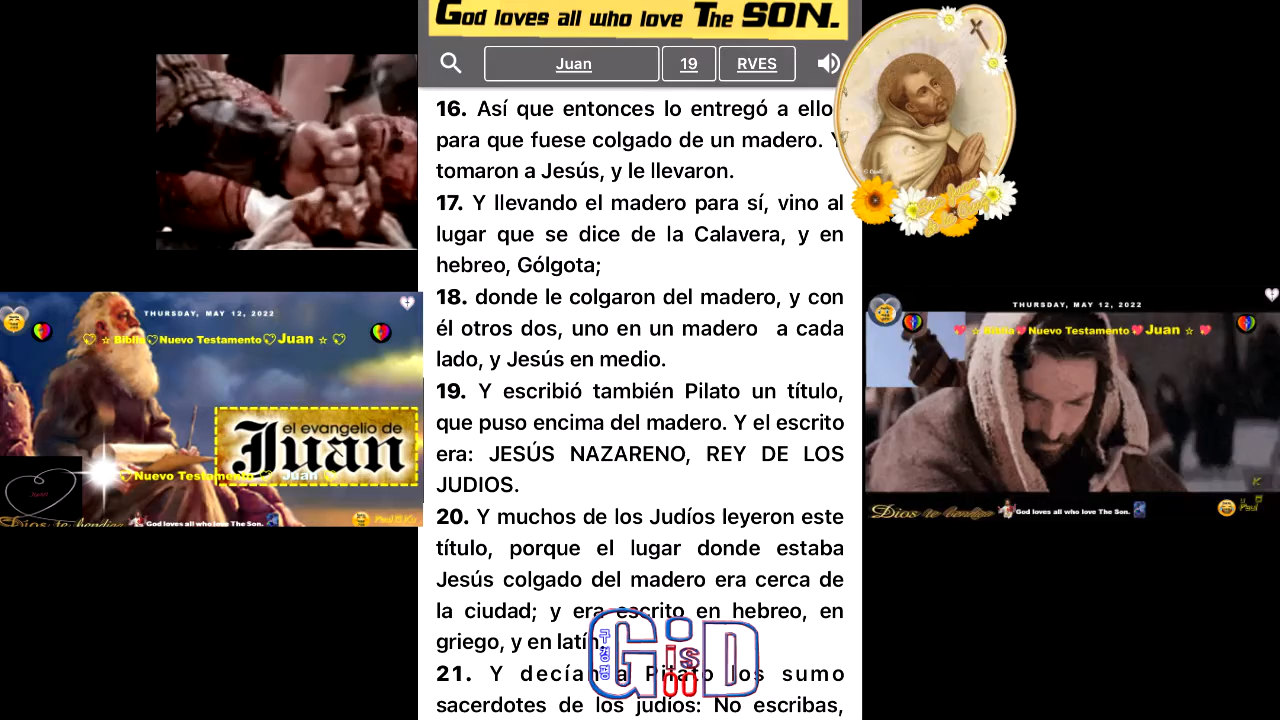 God loves all who love The SON.
Juan
19
RVES
16. Así que entonces lo entregó a ello
para que fuese colgado de un madero. Y
tomaron a Jesús, y le llevaron.
17. Y llevando el madero para sí, vino al
lugar que se dice de la Calavera, y en
hebreo, Gólgota;
18. donde le colgaron del madero, y con
él otros dos, uno en un madero a cada
lado, y Jesús en medio.
19. Y escribió también Pilato un título,
que puso encima del madero. Y el escrito
era: JESÚS NAZARENO, REY DE LOS
JUDIOS.
20. Y muchos de los Judíos leyeron este
título, porque el lugar donde estaba
Jesús colgado del madero era cerca de
la ciudad; y era escrito en hebreo, en
griego, y en latín.
21. Y decían a Pilato los sumo
sacerdotes de los judíos: No escribas,
GiD
is
THURSDAY, MAY 12, 2022
☆ Biblia Nuevo Testamento Juan ☆
el evangelio de
Juan
Nuevo Testamento Juan
Dios te bendiga
God loves all who love The Son.
THURSDAY, MAY 12, 2022
☆ Biblia Nuevo Testamento Juan ☆
Dios te bendiga
God loves all who love The Son.
Paul